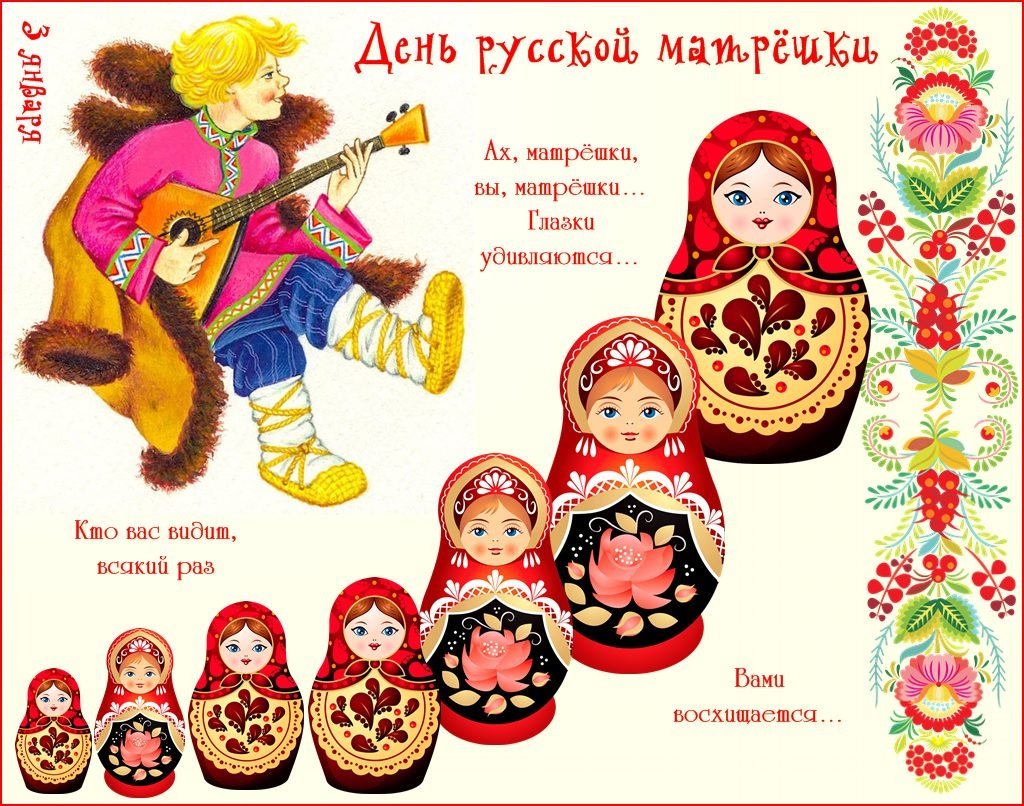 3 января
День русской матрёшки
Ах, матрёшки,
вы, матрёшки...
Глазки
удивляются...
Кто вас видит,
всякий раз
Вами
восхищается...